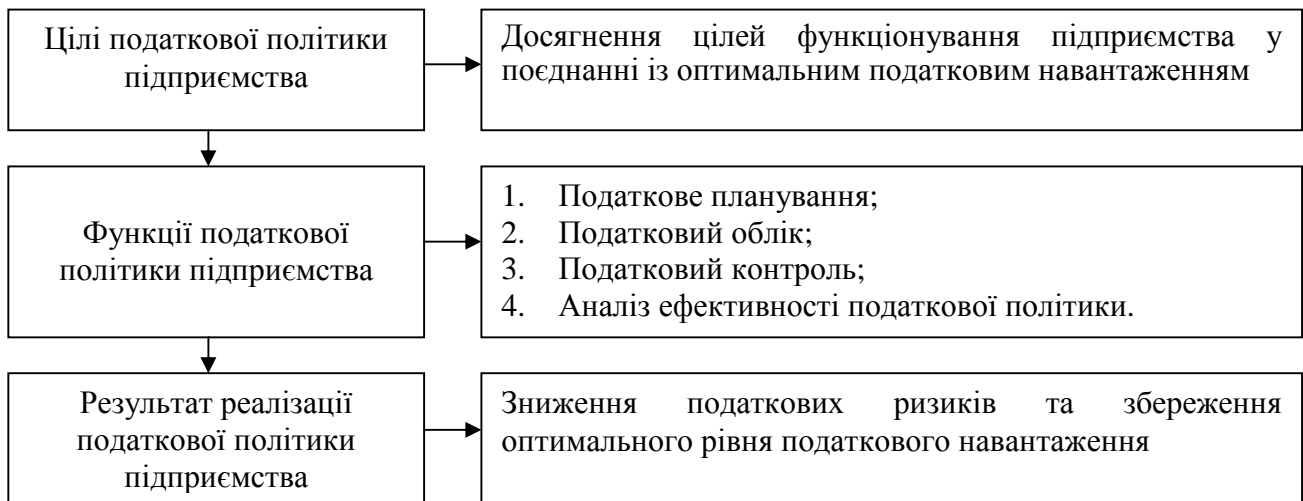 Цілі податкової політики
підприємства
Досягнення цілей функціонування підприємства у
поєднанні із оптимальним податковим навантаженням
Функції податкової
політики підприємства
1. Податкове планування;
2. Податковий облік;
3. Податковий контроль;
4. Аналіз ефективності податкової політики.
Результат реалізації
податкової політики
підприємства
Зниження податкових ризиків та збереження
оптимального рівня податкового навантаження